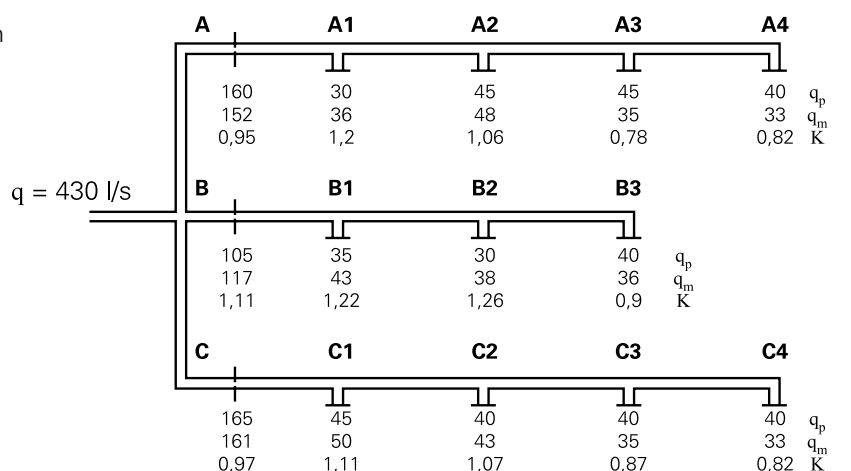 n
A A1 A2 A3 A4
160 30 45 45 40 qp
152 36 48 35 33 qm
0,95 1,2 1,06 0,78 0,82 K
q = 430 l/s
B B1 B2 B3
105 35 30 40 qp
117 43 38 36 qm
1,11 1,22 1,26 0,9 K
C C1 C2 C3 C4
165 45 40 40 40 qp
161 50 43 35 33 qm
0,97 1,11 1,07 0,87 0,82 K